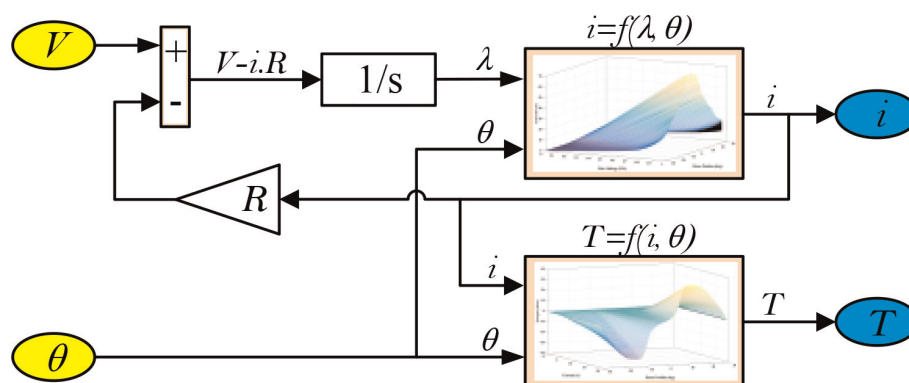 i=f(λ, θ)
V
+
-
V-i.R
1/s
λ
θ
i
i
R
T=f(i, θ)
i
θ
T
T
θ